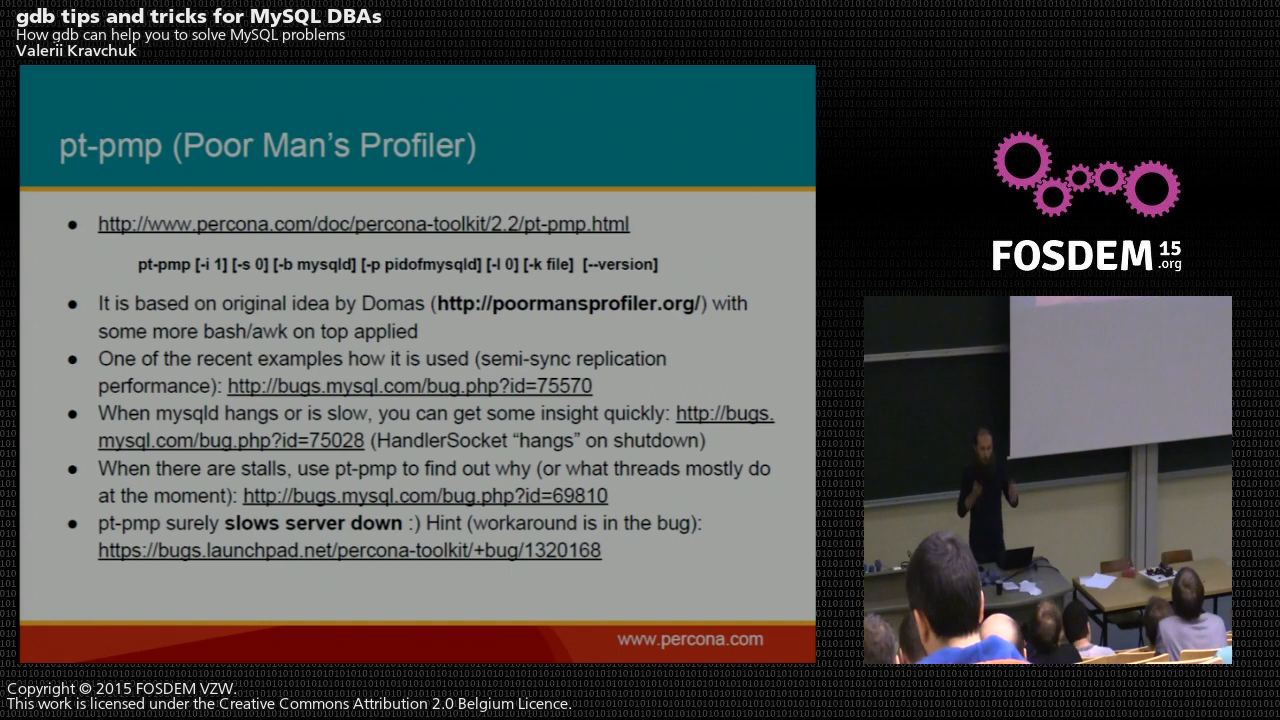 gdb tips and tricks for MySQL DBAs
How gdb can help you to solve MySQL problems
Valerii Kravchuk
pt-pmp (Poor Man's Profiler)
● http://www.percona.com/doc/percona-toolkit/2.2/pt-pmp.html
pt-pmp [-i 1] [-s 0] [-b mysqld] [-p pidofmysqld] [-l 0] [-k file] [--version]
● It is based on original idea by Domas (http://poormansprofiler.org/) with
some more bash/awk on top applied
● One of the recent examples how it is used (semi-sync replication
performance): http://bugs.mysql.com/bug.php?id=75570
● When mysqld hangs or is slow, you can get some insight quickly: http://bugs.
mysql.com/bug.php?id=75028 (HandlerSocket “hangs” on shutdown)
● When there are stalls, use pt-pmp to find out why (or what threads mostly do
at the moment): http://bugs.mysql.com/bug.php?id=69810
● pt-pmp surely slows server down :) Hint (workaround is in the bug):
https://bugs.launchpad.net/percona-toolkit/+bug/1320168
www.percona.com
FOSDEM 15
.org
Copyright © 2015 FOSDEM VZW.
This work is licensed under the Creative Commons Attribution 2.0 Belgium Licence.